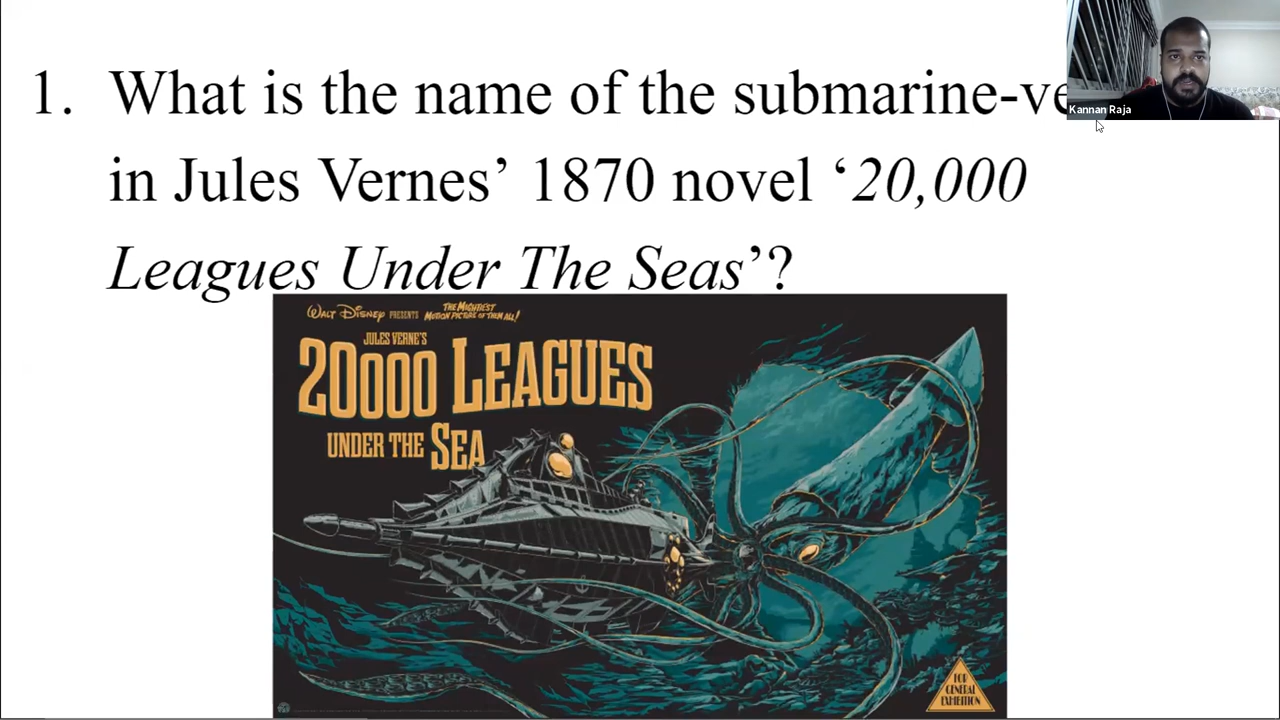 1. What is the name of the submarine-ve
Kannan Raja
in Jules Vernes’ 1870 novel ‘20,000
Leagues Under The Seas’?
WALT DISNEY PRESENTS THE MIGHTIEST
MOTION PICTURE OF THEM ALL!
JULES VERNE'S
20000 LEAGUES
UNDER THE SEA
FOR
GENERAL
EXHIBITION